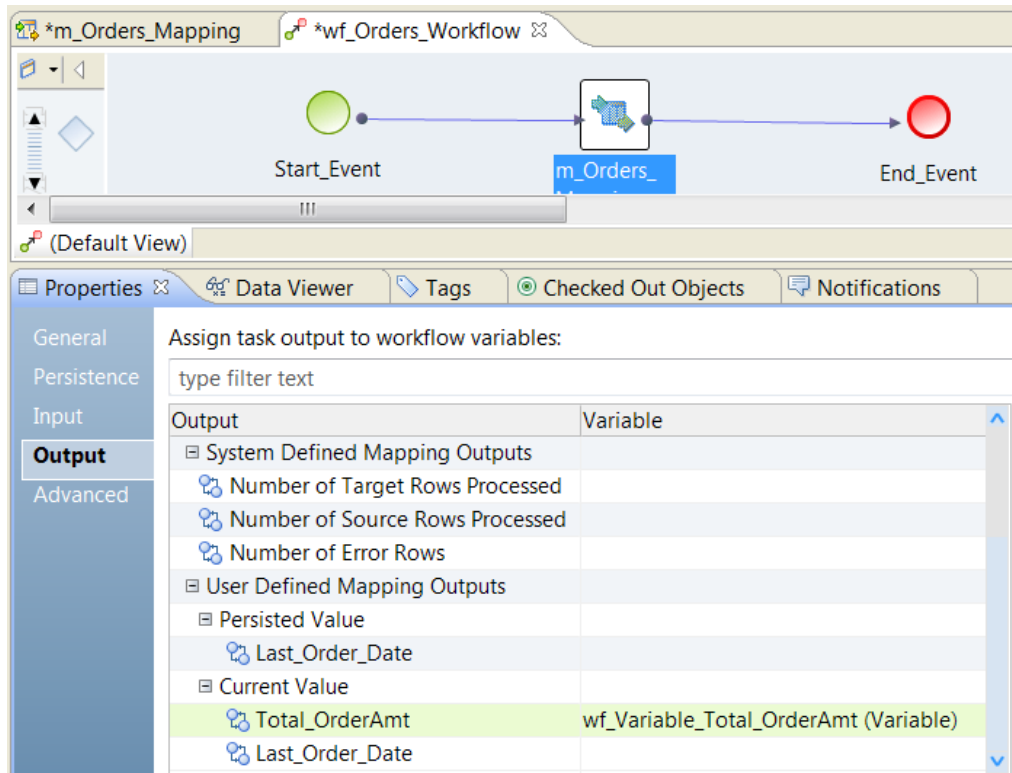 *m_Orders_Mapping
*wf_Orders_Workflow
Start_Event
m_Orders_
End_Event
(Default View)
Properties
Data Viewer
Tags
Checked Out Objects
Notifications
General
Persistence
Input
Output
Advanced
Assign task output to workflow variables:
type filter text
Output Variable
System Defined Mapping Outputs
Number of Target Rows Processed
Number of Source Rows Processed
Number of Error Rows
User Defined Mapping Outputs
Persisted Value
Last_Order_Date
Current Value
Total_OrderAmt wf_Variable_Total_OrderAmt (Variable)
Last_Order_Date